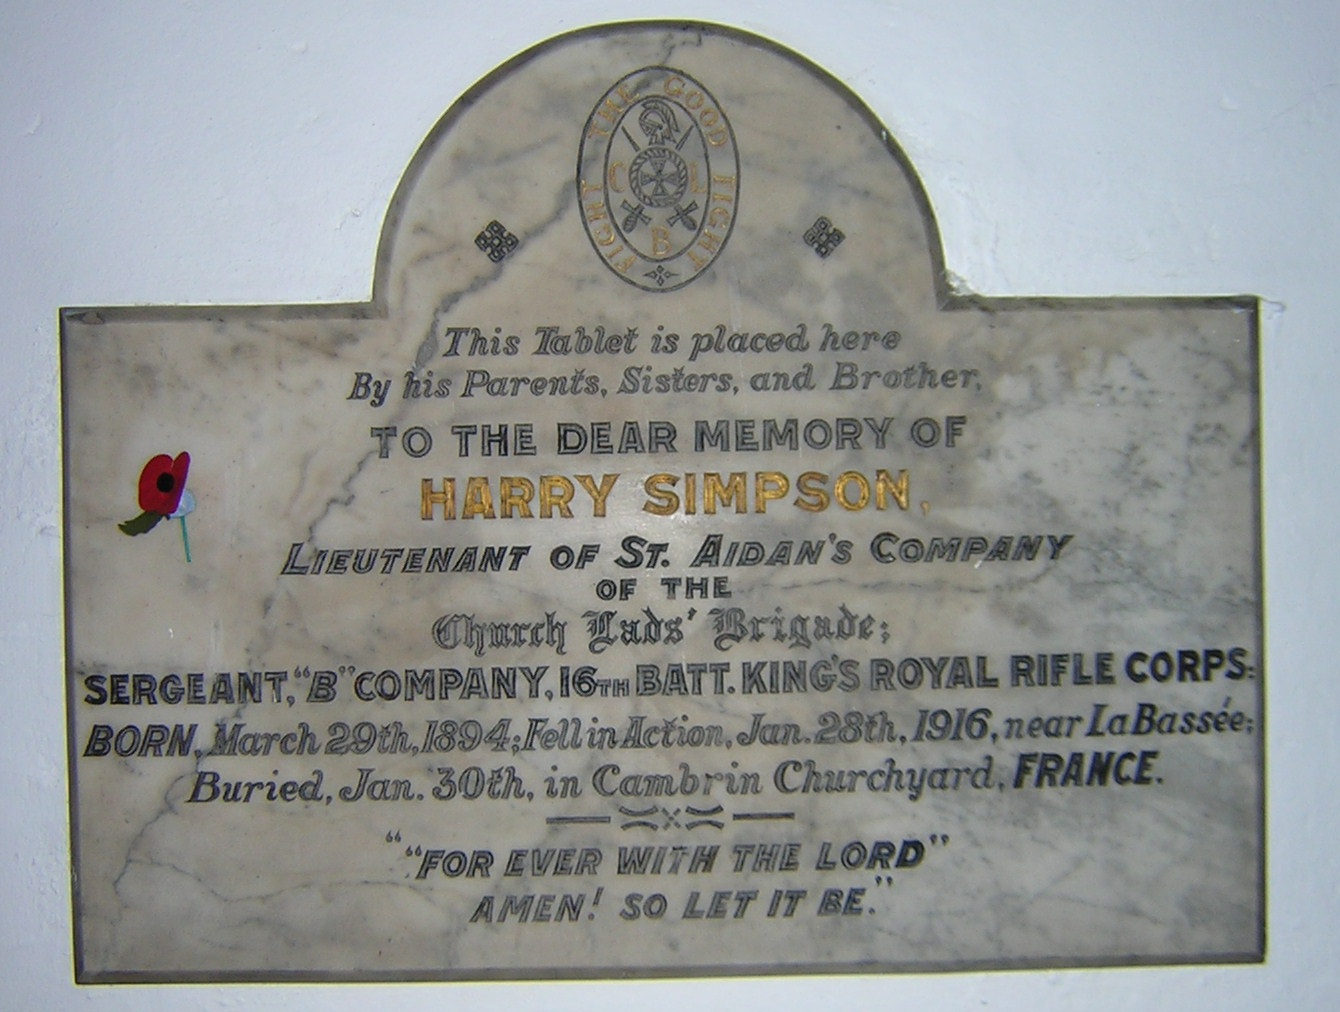 FIGHT THE GOOD FIGHT
C L
B
This Tablet is placed here
By his Parents, Sisters, and Brother,
TO THE DEAR MEMORY OF
HARRY SIMPSON,
LIEUTENANT OF ST. AIDAN'S COMPANY
OF THE
Church Lads' Brigade;
SERGEANT, "B" COMPANY, 16TH BATT. KING'S ROYAL RIFLE CORPS:
BORN, March 29th, 1894; Fell in Action, Jan. 28th, 1916, near La Bassée;
Buried, Jan. 30th, in Cambrin Churchyard, FRANCE.
"“FOR EVER WITH THE LORD”
AMEN! SO LET IT BE."